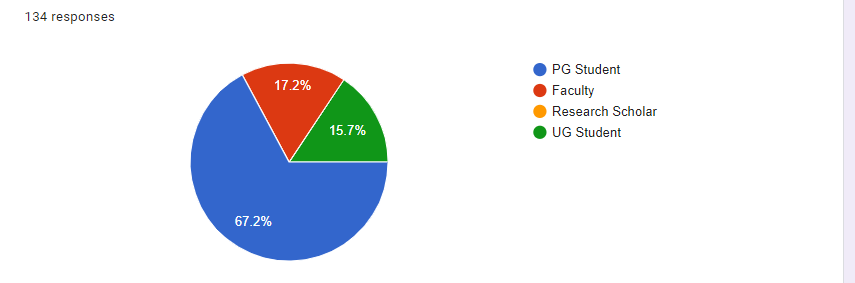 134 responses
17.2%
15.7%
67.2%
PG Student
Faculty
Research Scholar
UG Student